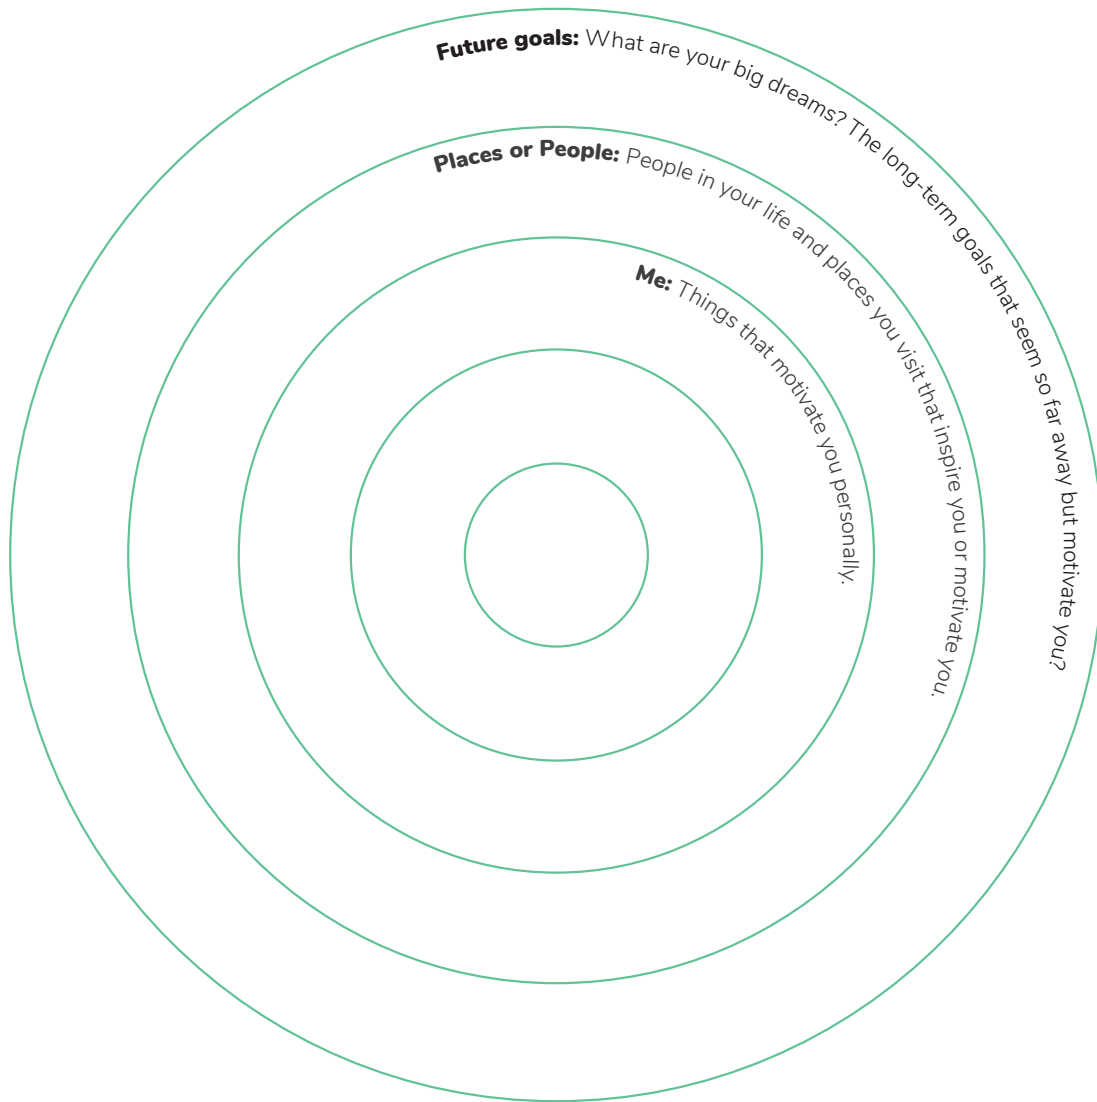 Future goals: What are your big dreams? The long-term goals that seem so far away but motivate you?
Places or People: People in your life and places you visit that inspire you or motivate you.
Me: Things that motivate you personally.